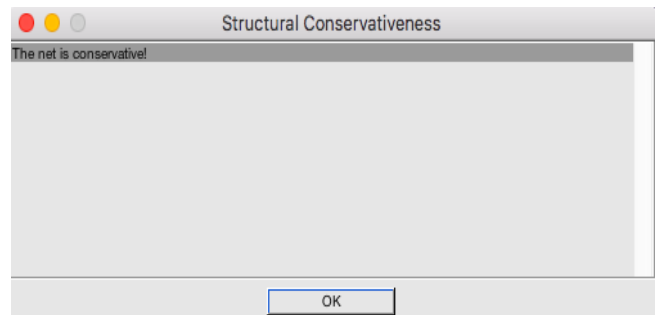 Structural Conservativeness
The net is conservative!
OK